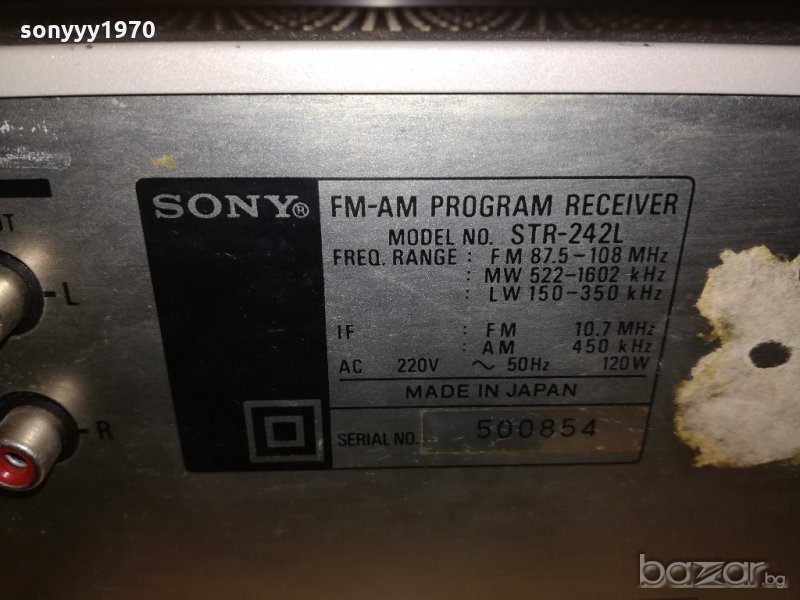 sonyyy1970
SONY®
FM-AM PROGRAM RECEIVER
MODEL NO. STR-242L
FREQ. RANGE : FM 87.5-108 MHz
: MW 522-1602 kHz
: LW 150-350 kHz
IF : FM 10.7 MHz
: AM 450 kHz
AC 220V ~ 50Hz 120W
MADE IN JAPAN
SERIAL NO. 500854
L
R
bazar.bg